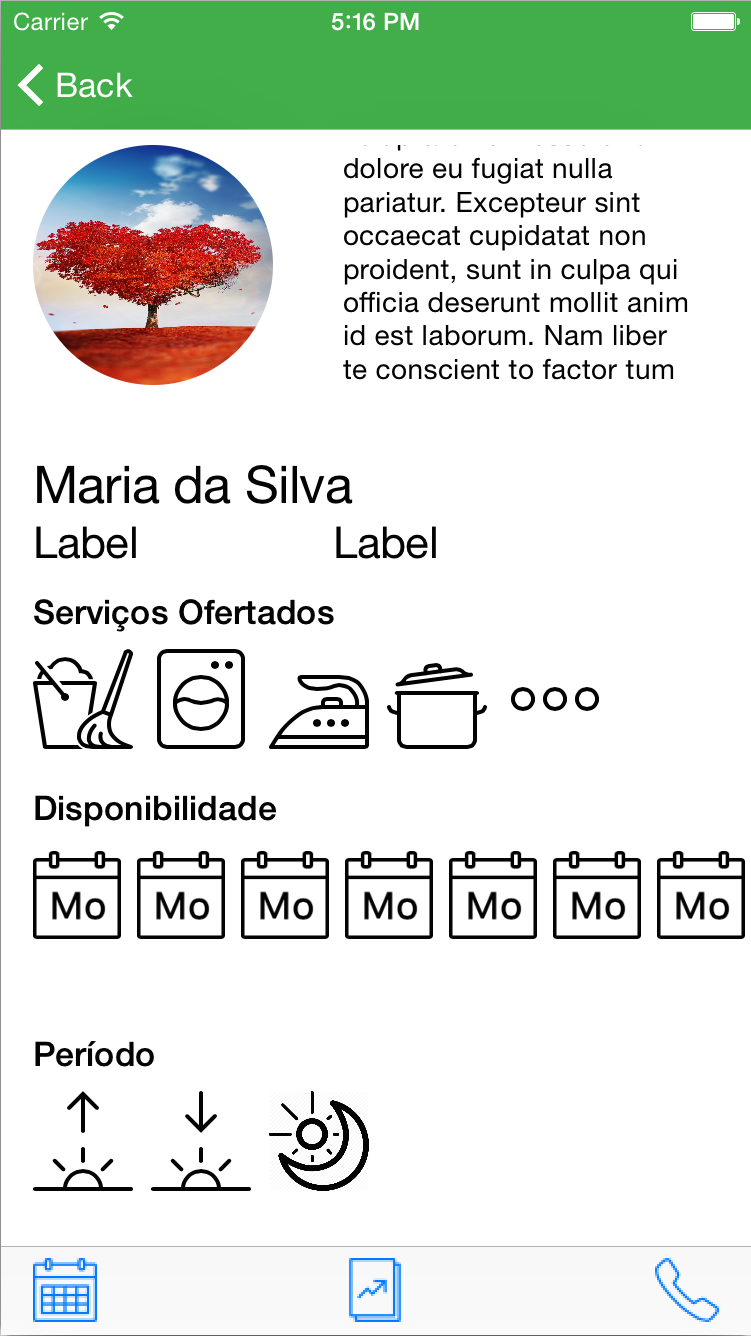 Carrier 5:16 PM
Back
dolore eu fugiat nulla
pariatur. Excepteur sint
occaecat cupidatat non
proident, sunt in culpa qui
officia deserunt mollit anim
id est laborum. Nam liber
te conscient to factor tum
Maria da Silva
Label Label
Serviços Ofertados
Disponibilidade
Mo Mo Mo Mo Mo Mo Mo
Período